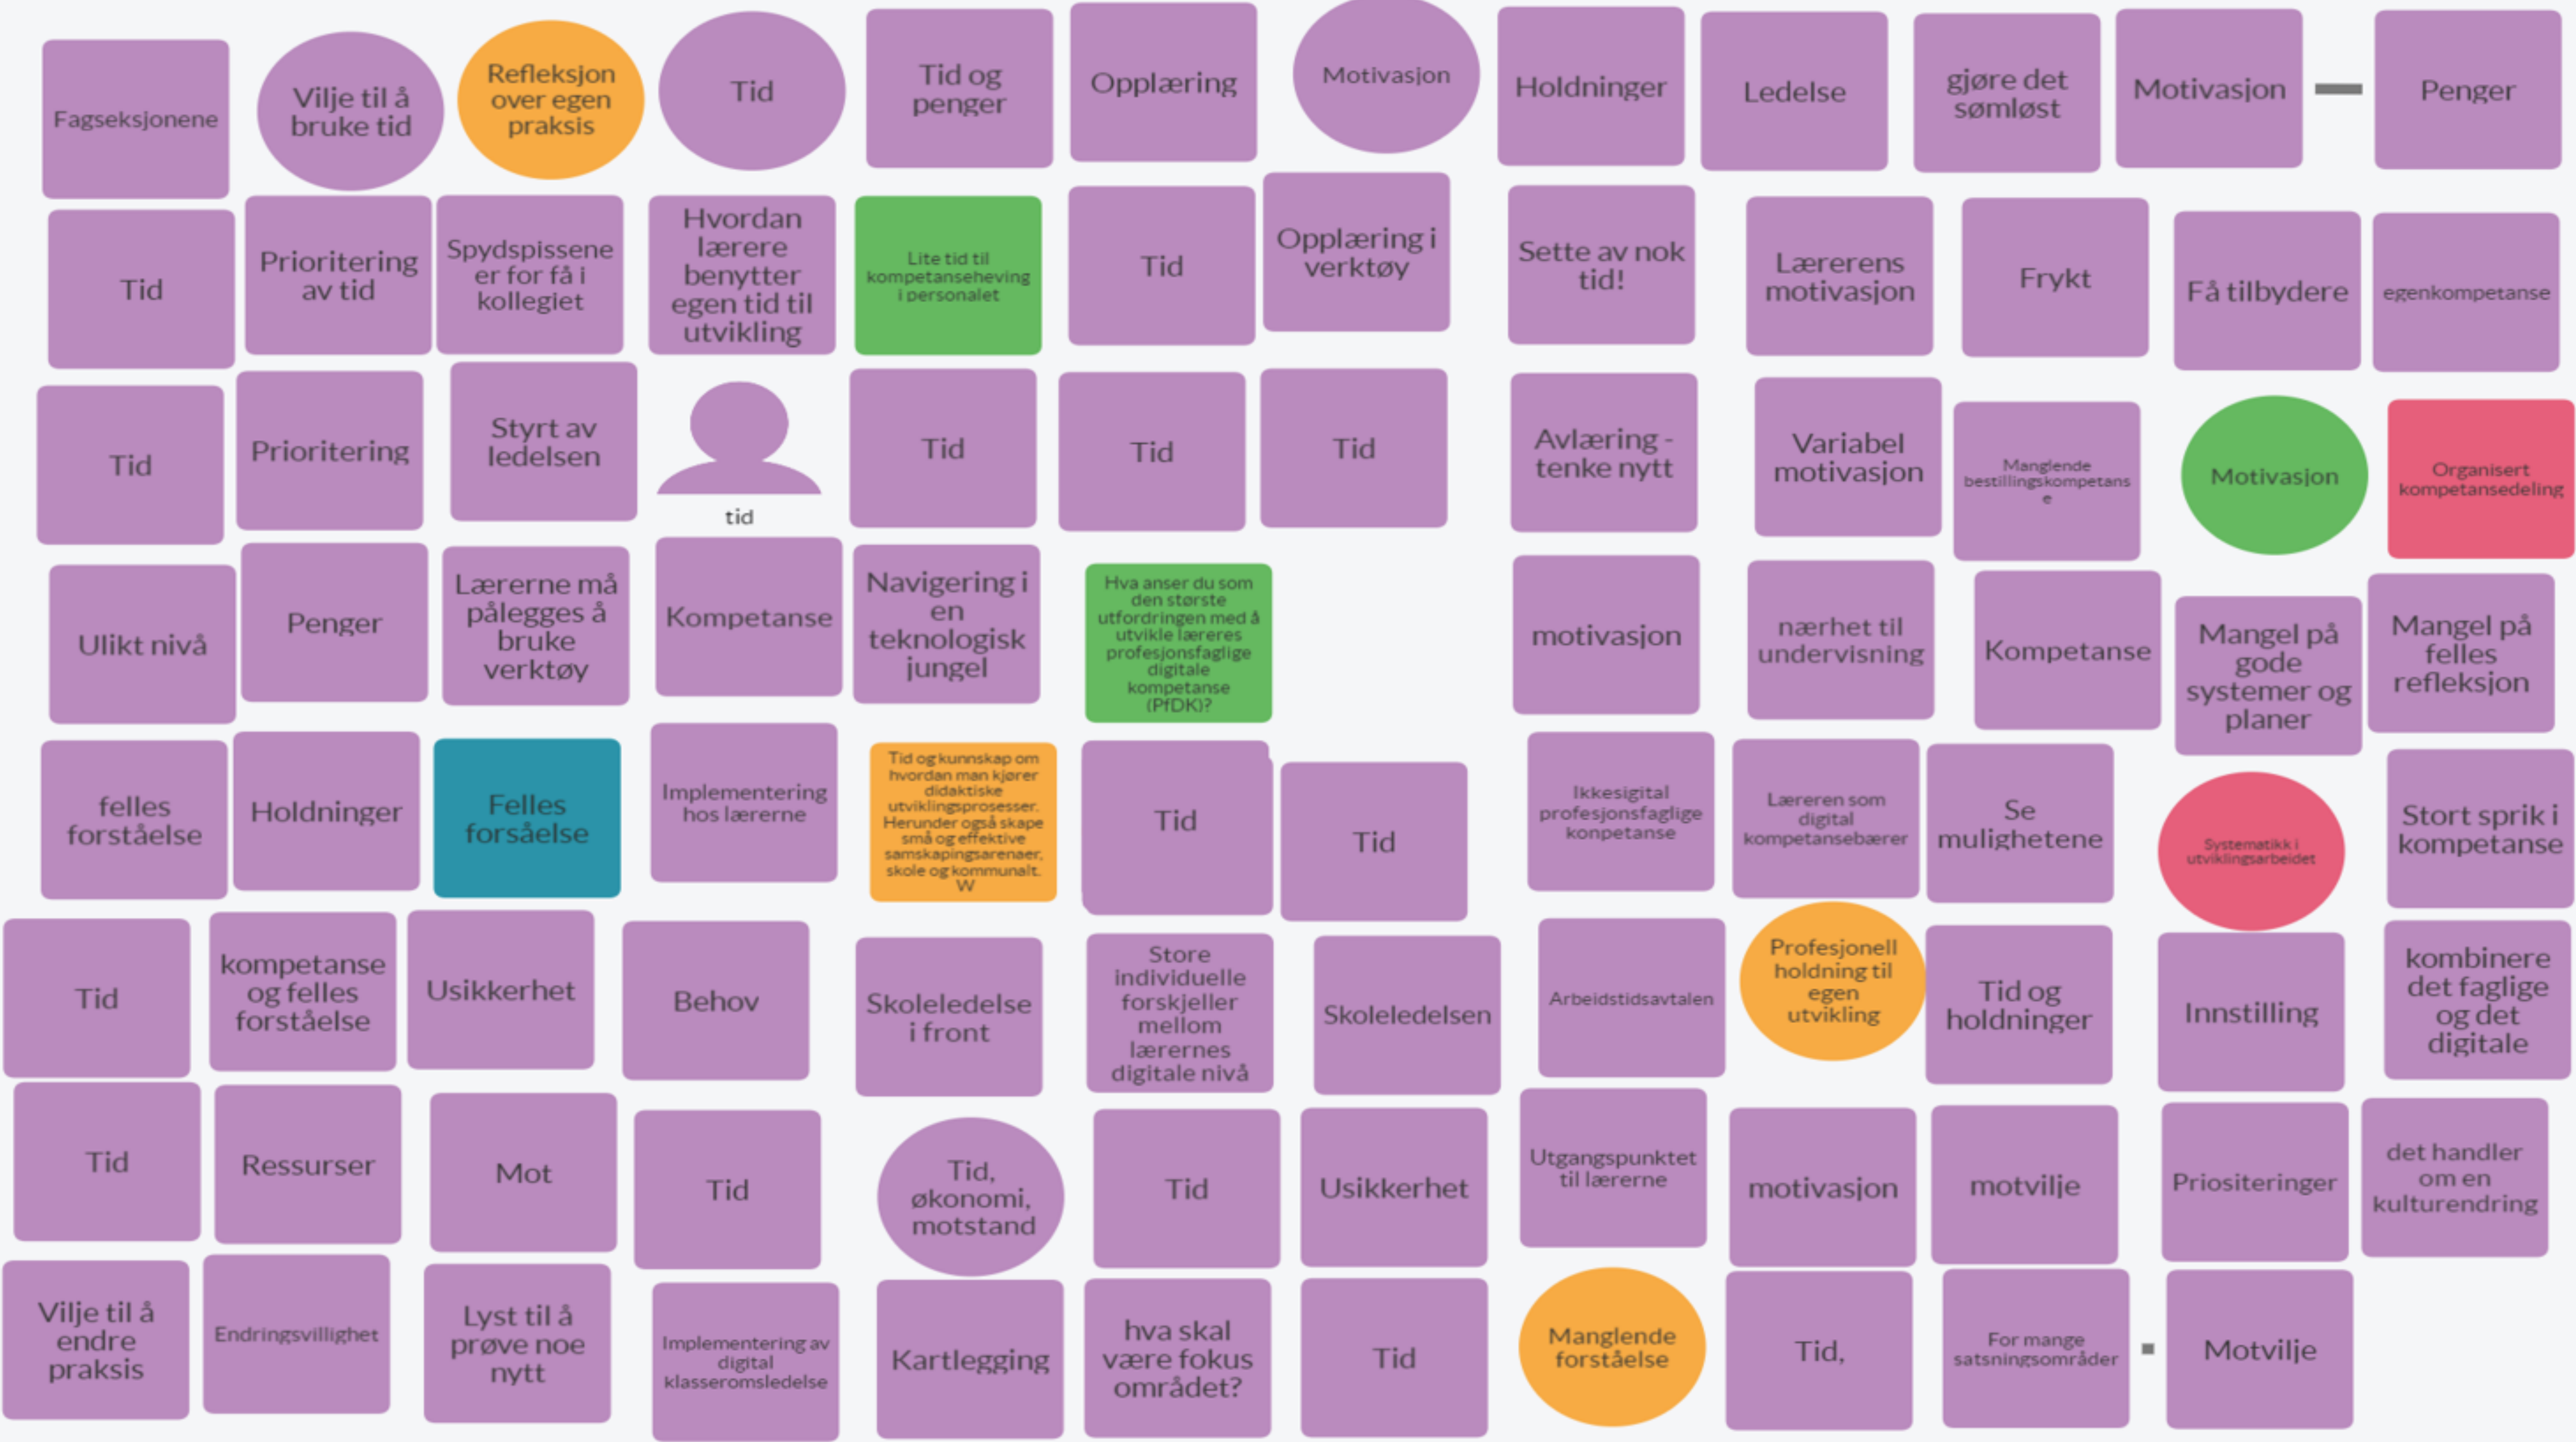 Fagseksjonene
Vilje til å
bruke tid
Refleksjon
over egen
praksis
Tid
Tid og
penger
Opplæring
Motivasjon
Holdninger
Ledelse
gjøre det
sømløst
Motivasjon
Penger
Tid
Prioritering
av tid
Spydspissene
er for få i
kollegiet
Hvordan
lærere
benytter
egen tid til
utvikling
Lite tid til
kompetanseheving
i personalet
Tid
Opplæring i
verktøy
Sette av nok
tid!
Lærerens
motivasjon
Frykt
Få tilbydere
egenkompetanse
Tid
Prioritering
Styrt av
ledelsen
tid
Tid
Tid
Tid
Avlæring -
tenke nytt
Variabel
motivasjon
Manglende
bestillingskompetans
e
Motivasjon
Organisert
kompetansedeling
Ulikt nivå
Penger
Lærerne må
pålegges å
bruke
verktøy
Kompetanse
Navigering i
en
teknologisk
jungel
Hva anser du som
den største
utfordringen med å
utvikle læreres
profesjonsfaglige
digitale
kompetanse
(PfDK)?
motivasjon
nærhet til
undervisning
Kompetanse
Mangel på
gode
systemer og
planer
Mangel på
felles
refleksjon
felles
forståelse
Holdninger
Felles
forsåelse
Implementering
hos lærerne
Tid og kunnskap om
hvordan man kjører
didaktiske
utviklingsprosesser.
Herunder også skape
små og effektive
samskapingsarenaer,
skole og kommunalt.
W
Tid
Tid
Ikkesigital
profesjonsfaglige
konpetanse
Læreren som
digital
kompetansebærer
Se
mulighetene
Systematikk i
utviklingsarbeidet
Stort sprik i
kompetanse
Tid
kompetanse
og felles
forståelse
Usikkerhet
Behov
Skoleledelse
i front
Store
individuelle
forskjeller
mellom
lærernes
digitale nivå
Skoleledelsen
Arbeidstidsavtalen
Profesjonell
holdning til
egen
utvikling
Tid og
holdninger
Innstilling
kombinere
det faglige
og det
digitale
Tid
Ressurser
Mot
Tid
Tid,
økonomi,
motstand
Tid
Usikkerhet
Utgangspunktet
til lærerne
motivasjon
motvilje
Priositeringer
det handler
om en
kulturendring
Vilje til å
endre
praksis
Endringsvillighet
Lyst til å
prøve noe
nytt
Implementering av
digital
klasseromsledelse
Kartlegging
hva skal
være fokus
området?
Tid
Manglende
forståelse
Tid,
For mange
satsningsområder
Motvilje